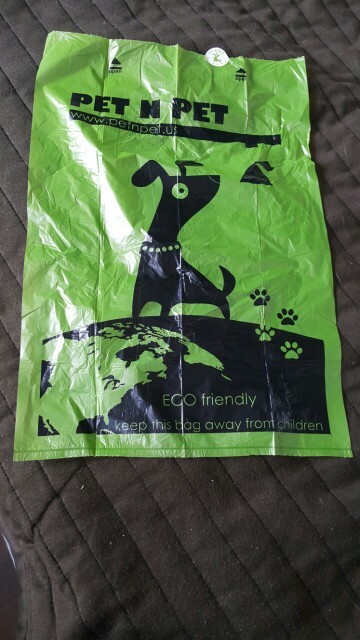 open
open
PET N PET
www.petnpet.us
ECO friendly
keep this bag away from children